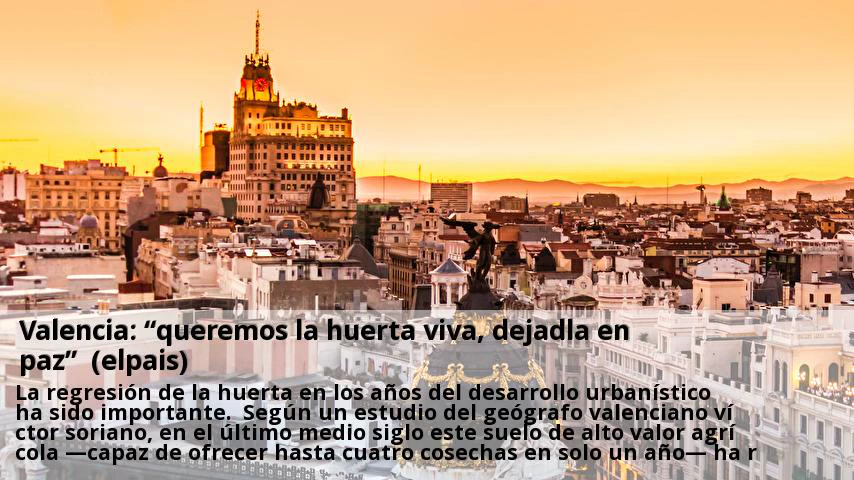 Valencia: “queremos la huerta viva, dejadla en
paz”  (elpais)
La regresión de la huerta en los años del desarrollo urbanístico
ha sido importante.  Según un estudio del geógrafo valenciano ví
ctor soriano, en el último medio siglo este suelo de alto valor agrí
cola —capaz de ofrecer hasta cuatro cosechas en solo un año— ha r